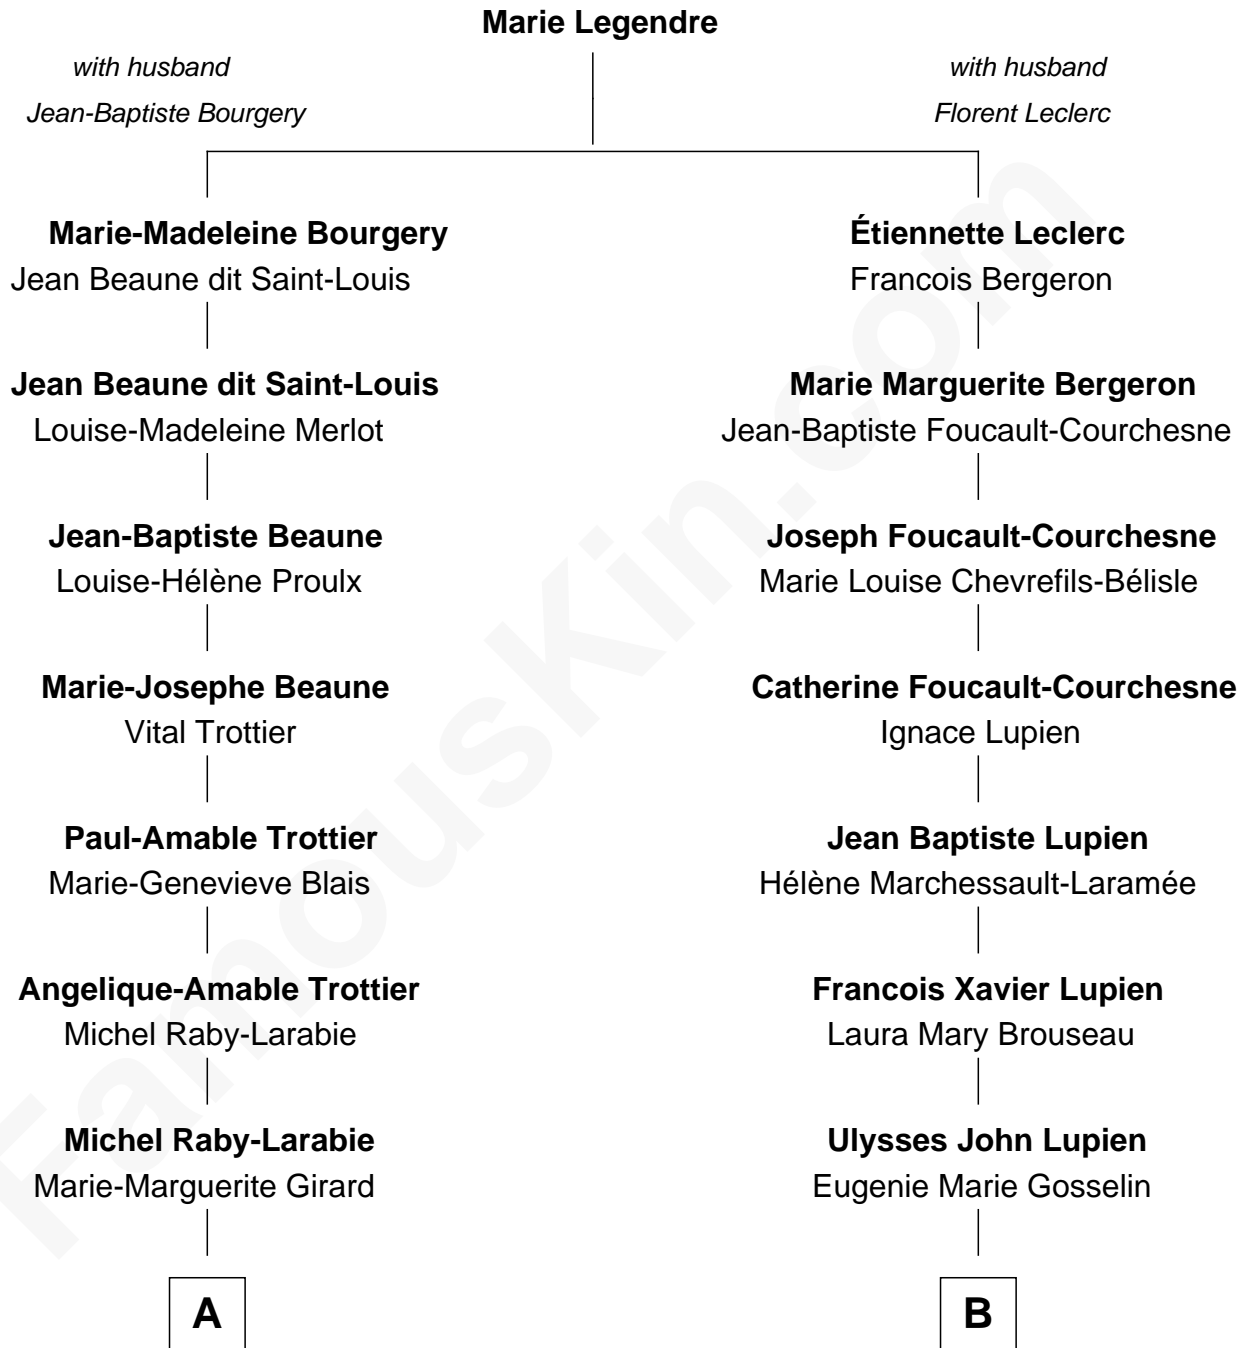 Marie Legendre
with husband
Jean-Baptiste Bourgery
with husband
Florent Leclerc
Marie-Madeleine Bourgery
Jean Beaune dit Saint-Louis
Jean Beaune dit Saint-Louis
Louise-Madeleine Merlot
Jean-Baptiste Beaune
Louise-Hélène Proulx
Marie-Josephe Beaune
Vital Trottier
Paul-Amable Trottier
Marie-Genevieve Blais
Angelique-Amable Trottier
Michel Raby-Larabie
Michel Raby-Larabie
Marie-Marguerite Girard
A
Étiennette Leclerc
Francois Bergeron
Marie Marguerite Bergeron
Jean-Baptiste Foucault-Courchesne
Joseph Foucault-Courchesne
Marie Louise Chevrefils-Bélisle
Catherine Foucault-Courchesne
Ignace Lupien
Jean Baptiste Lupien
Hélène Marchessault-Laramée
Francois Xavier Lupien
Laura Mary Brouseau
Ulysses John Lupien
Eugenie Marie Gosselin
B
FamousKin.com